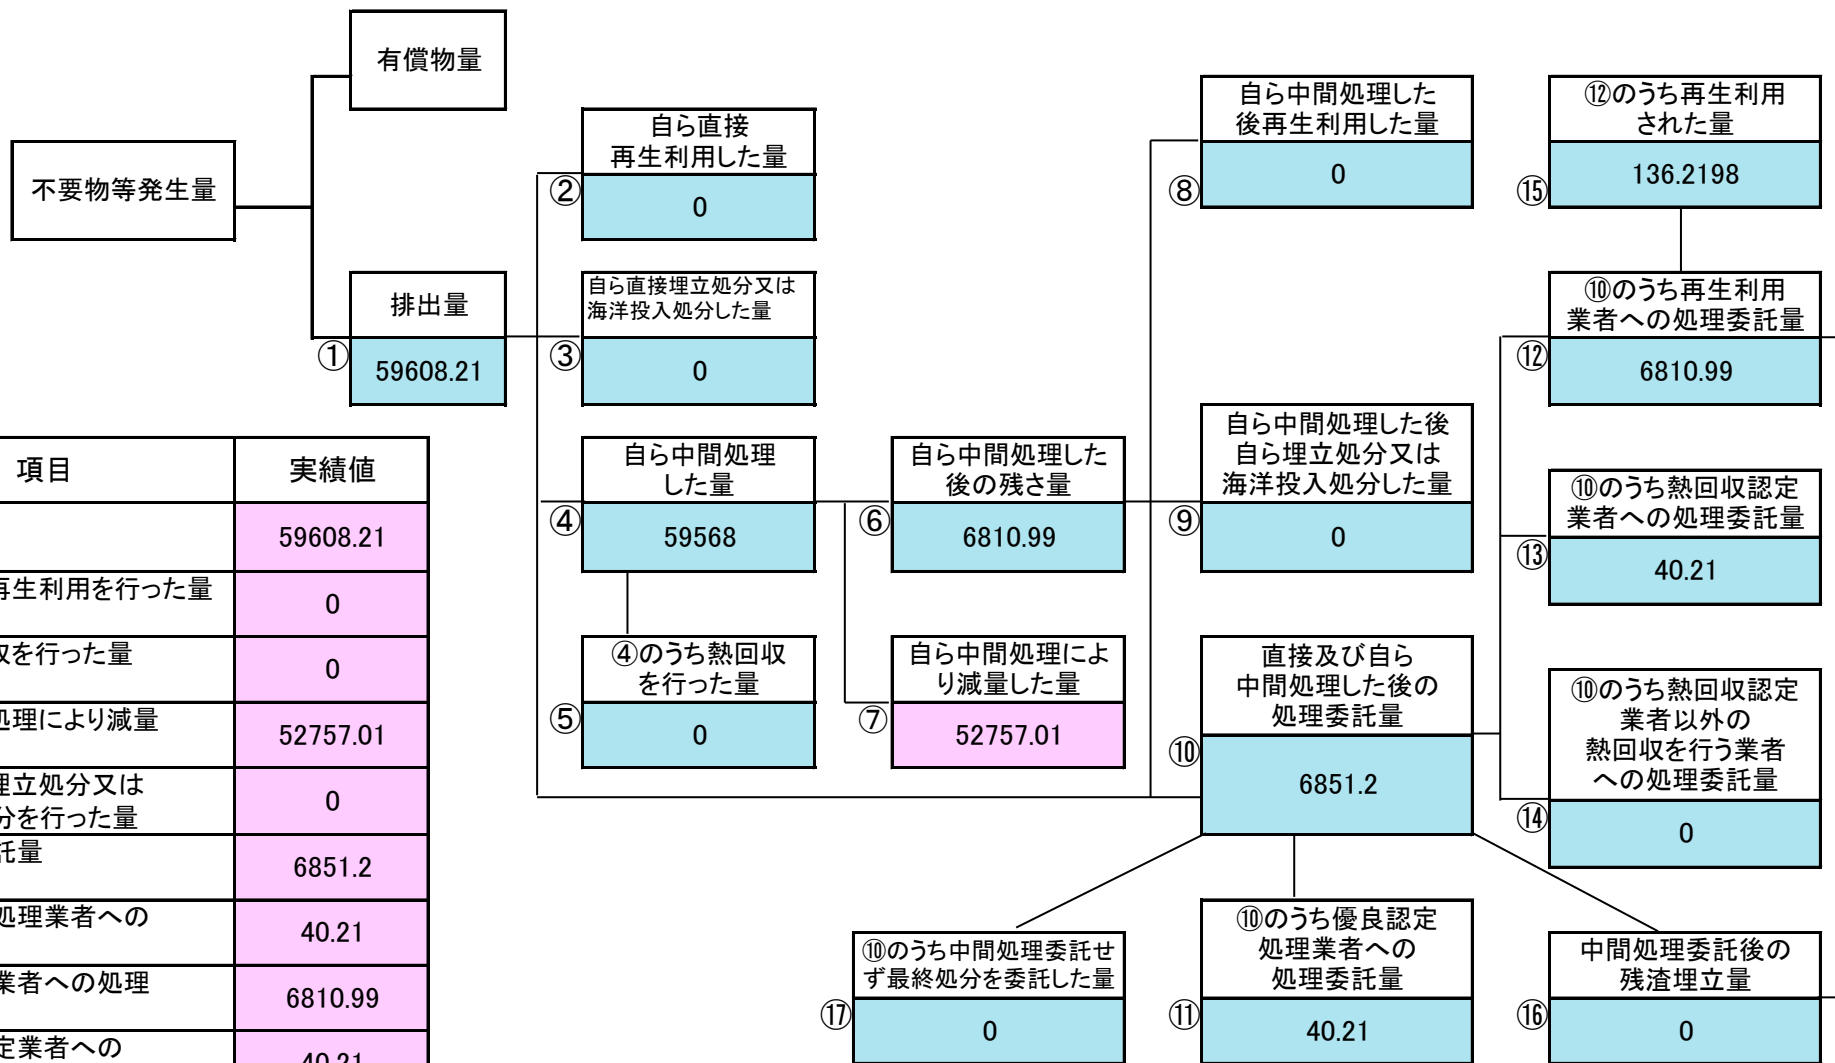 有償物量
不要物等発生量
排出量
①
59608.21
自ら直接
再生利用した量
②
0
自ら直接埋立処分又は
海洋投入処分した量
③
0
自ら中間処理
した量
④
59568
④のうち熱回収
を行った量
⑤
0
自ら中間処理した
後の残さ量
⑥
6810.99
自ら中間処理によ
り減量した量
⑦
52757.01
自ら中間処理した
後再生利用した量
⑧
0
自ら中間処理した後
自ら埋立処分又は
海洋投入処分した量
⑨
0
直接及び自ら
中間処理した後の
処理委託量
⑩
6851.2
⑫のうち再生利用
された量
⑮
136.2198
⑩のうち再生利用
業者への処理委託量
⑫
6810.99
⑩のうち熱回収認定
業者への処理委託量
⑬
40.21
⑩のうち熱回収認定
業者以外の
熱回収を行う業者
への処理委託量
⑭
0
⑩のうち中間処理委託せ
ず最終処分を委託した量
⑰
0
⑩のうち優良認定
処理業者への
処理委託量
⑪
40.21
中間処理委託後の
残渣埋立量
⑯
0
項目 実績値
59608.21
再生利用を行った量 0
を行った量 0
処理により減量 52757.01
埋立処分又は
分を行った量 0
託量 6851.2
処理業者への 40.21
業者への処理 6810.99
定業者への 40.21